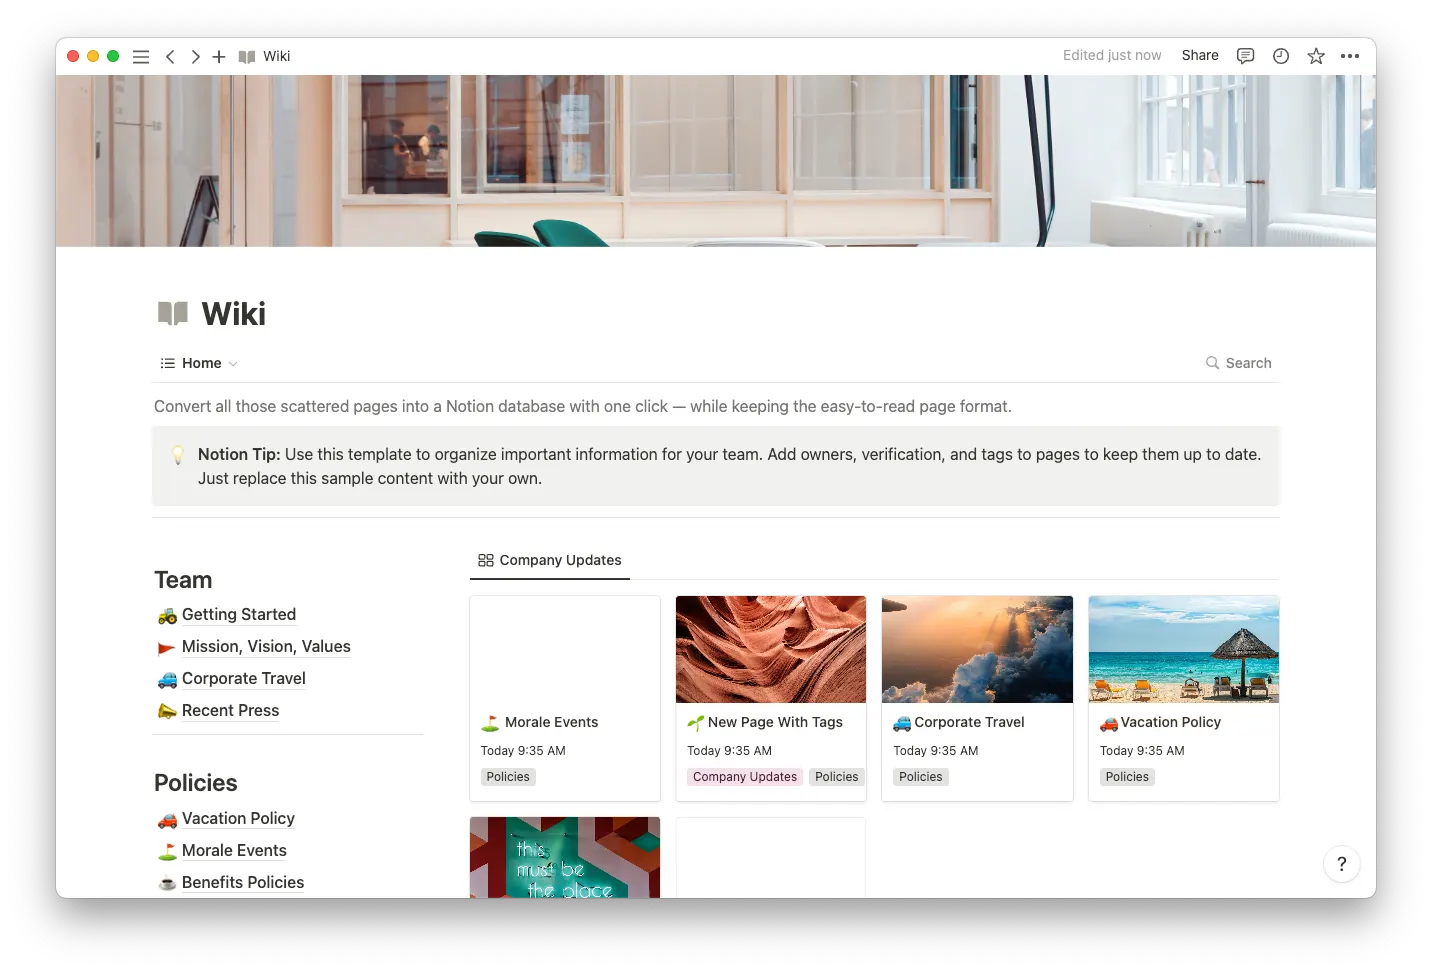 Wiki
Edited just now
Share
Wiki
Home
Search
Convert all those scattered pages into a Notion database with one click — while keeping the easy-to-read page format.
Notion Tip: Use this template to organize important information for your team. Add owners, verification, and tags to pages to keep them up to date.
Just replace this sample content with your own.
Team
Getting Started
Mission, Vision, Values
Corporate Travel
Recent Press
Policies
Vacation Policy
Morale Events
Benefits Policies
Company Updates
Morale Events
Today 9:35 AM
Policies
New Page With Tags
Today 9:35 AM
Company Updates Policies
Corporate Travel
Today 9:35 AM
Policies
Vacation Policy
Today 9:35 AM
Policies
this
must be
the place
?